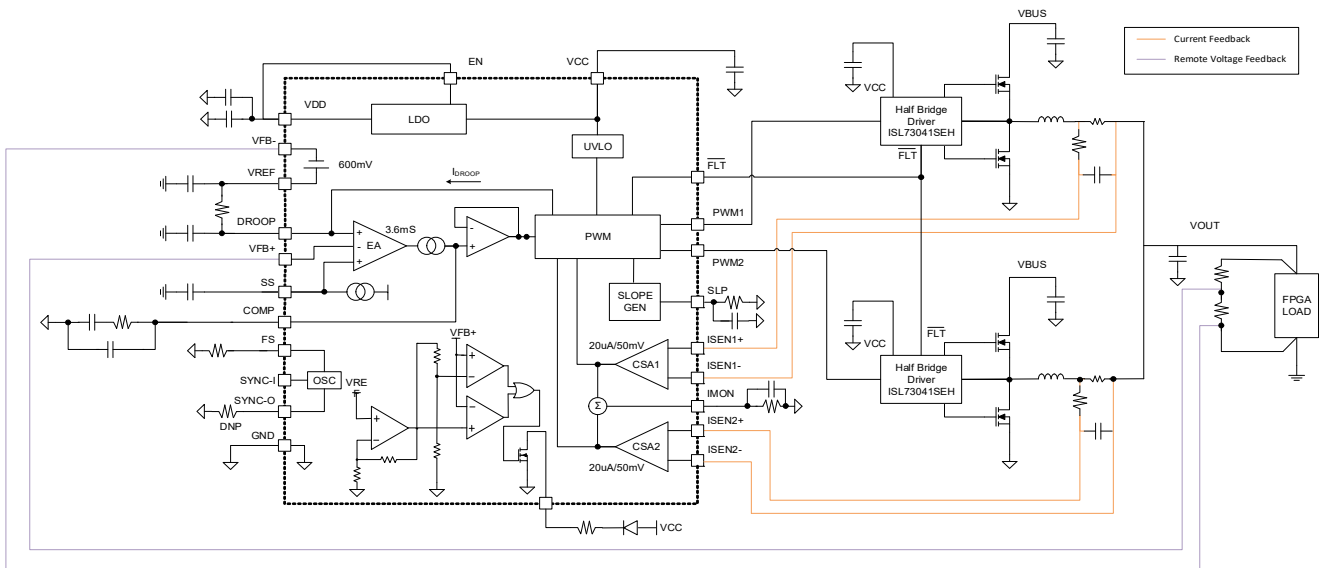 VBUS
Current Feedback
Remote Voltage Feedback
EN
VCC
VDD
LDO
VCC
Half Bridge
Driver
ISL73041SEH
FLT
VFB-
600mV
UVLO
FLT
VREF
IDROOP
DROOP
3.6mS
PWM1
EA
PWM
VFB+
PWM2
VOUT
SS
SLOPE
GEN
SLP
VBUS
FPGA
LOAD
COMP
FLT
VCC
Half Bridge
Driver
ISL73041SEH
FS
VFB+
20uA/50mV
ISEN1+
CSA1
ISEN1-
SYNC-I
OSC
VRE
F
IMON
Σ
SYNC-O
DNP
ISEN2+
GND
CSA2
ISEN2-
20uA/50mV
VCC